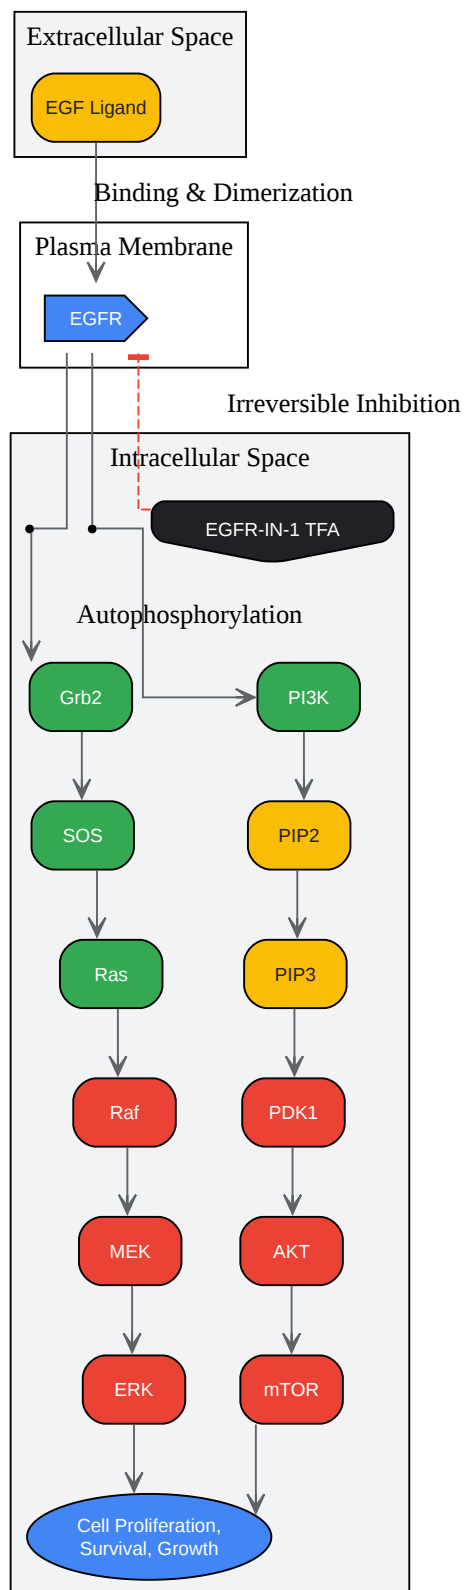 Extracellular Space
EGF Ligand
Binding & Dimerization
Plasma Membrane
EGFR
Irreversible Inhibition
Intracellular Space
EGFR-IN-1 TFA
Autophosphorylation
Grb2
PI3K
SOS
PIP2
Ras
PIP3
Raf
PDK1
MEK
AKT
ERK
mTOR
Cell Proliferation,
Survival, Growth